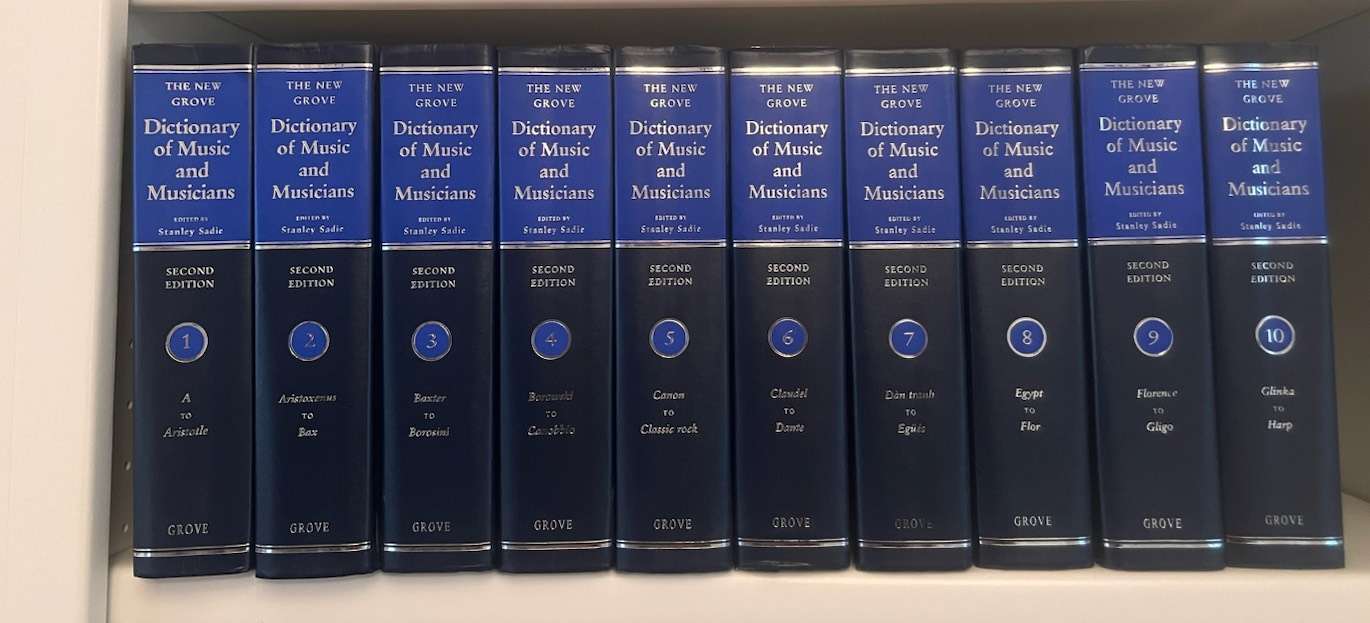 THE NEW
GROVE
Dictionary
of Music
and
Musicians
EDITED BY
Stanley Sadie
SECOND
EDITION
1
A
TO
Aristotle
GROVE
THE NEW
GROVE
Dictionary
of Music
and
Musicians
EDITED BY
Stanley Sadie
SECOND
EDITION
2
Aristoxenus
TO
Bax
GROVE
THE NEW
GROVE
Dictionary
of Music
and
Musicians
EDITED BY
Stanley Sadie
SECOND
EDITION
3
Baxter
TO
Borosini
GROVE
THE NEW
GROVE
Dictionary
of Music
and
Musicians
EDITED BY
Stanley Sadie
SECOND
EDITION
4
Borowski
TO
Canobbio
GROVE
THE NEW
GROVE
Dictionary
of Music
and
Musicians
EDITED BY
Stanley Sadie
SECOND
EDITION
5
Canon
TO
Classic rock
GROVE
THE NEW
GROVE
Dictionary
of Music
and
Musicians
EDITED BY
Stanley Sadie
SECOND
EDITION
6
Claudel
TO
Dante
GROVE
THE NEW
GROVE
Dictionary
of Music
and
Musicians
EDITED BY
Stanley Sadie
SECOND
EDITION
7
Dàn tranh
TO
Egüés
GROVE
THE NEW
GROVE
Dictionary
of Music
and
Musicians
EDITED BY
Stanley Sadie
SECOND
EDITION
8
Egypt
TO
Flor
GROVE
THE NEW
GROVE
Dictionary
of Music
and
Musicians
EDITED BY
Stanley Sadie
SECOND
EDITION
9
Florence
TO
Gligo
GROVE
THE NEW
GROVE
Dictionary
of Music
and
Musicians
EDITED BY
Stanley Sadie
SECOND
EDITION
10
Glinka
TO
Harp
GROVE